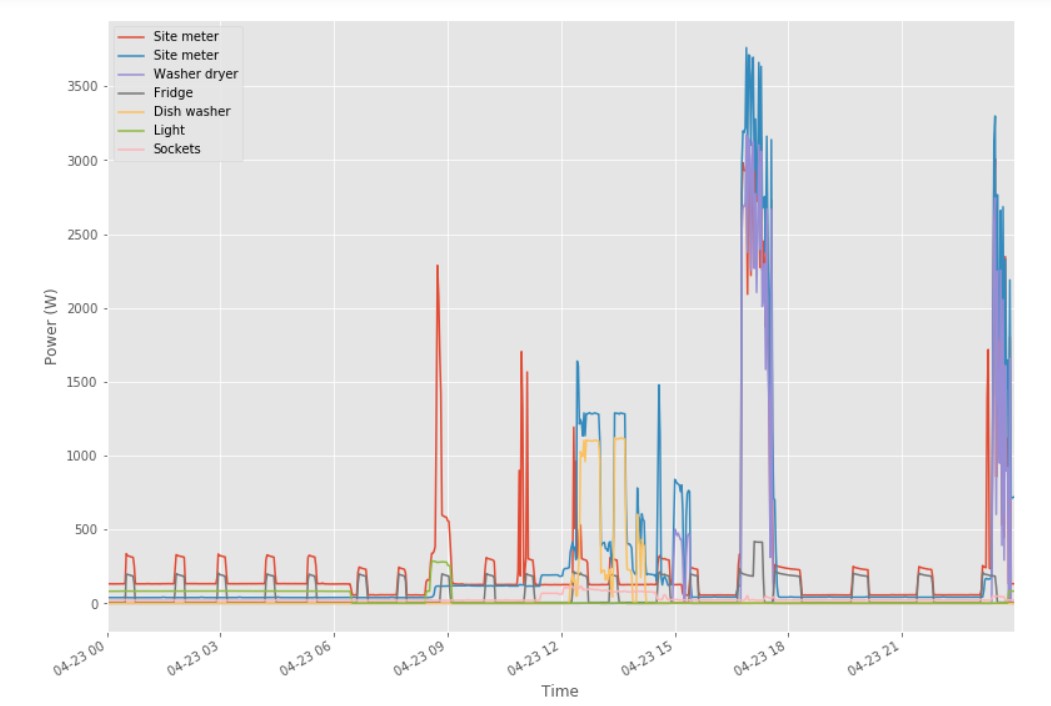 Site meter
Site meter
Washer dryer
Fridge
Dish washer
Light
Sockets
3500
3000
2500
2000
1500
1000
500
0
Power (W)
04-23 00
04-23 03
04-23 06
04-23 09
04-23 12
04-23 15
04-23 18
04-23 21
Time